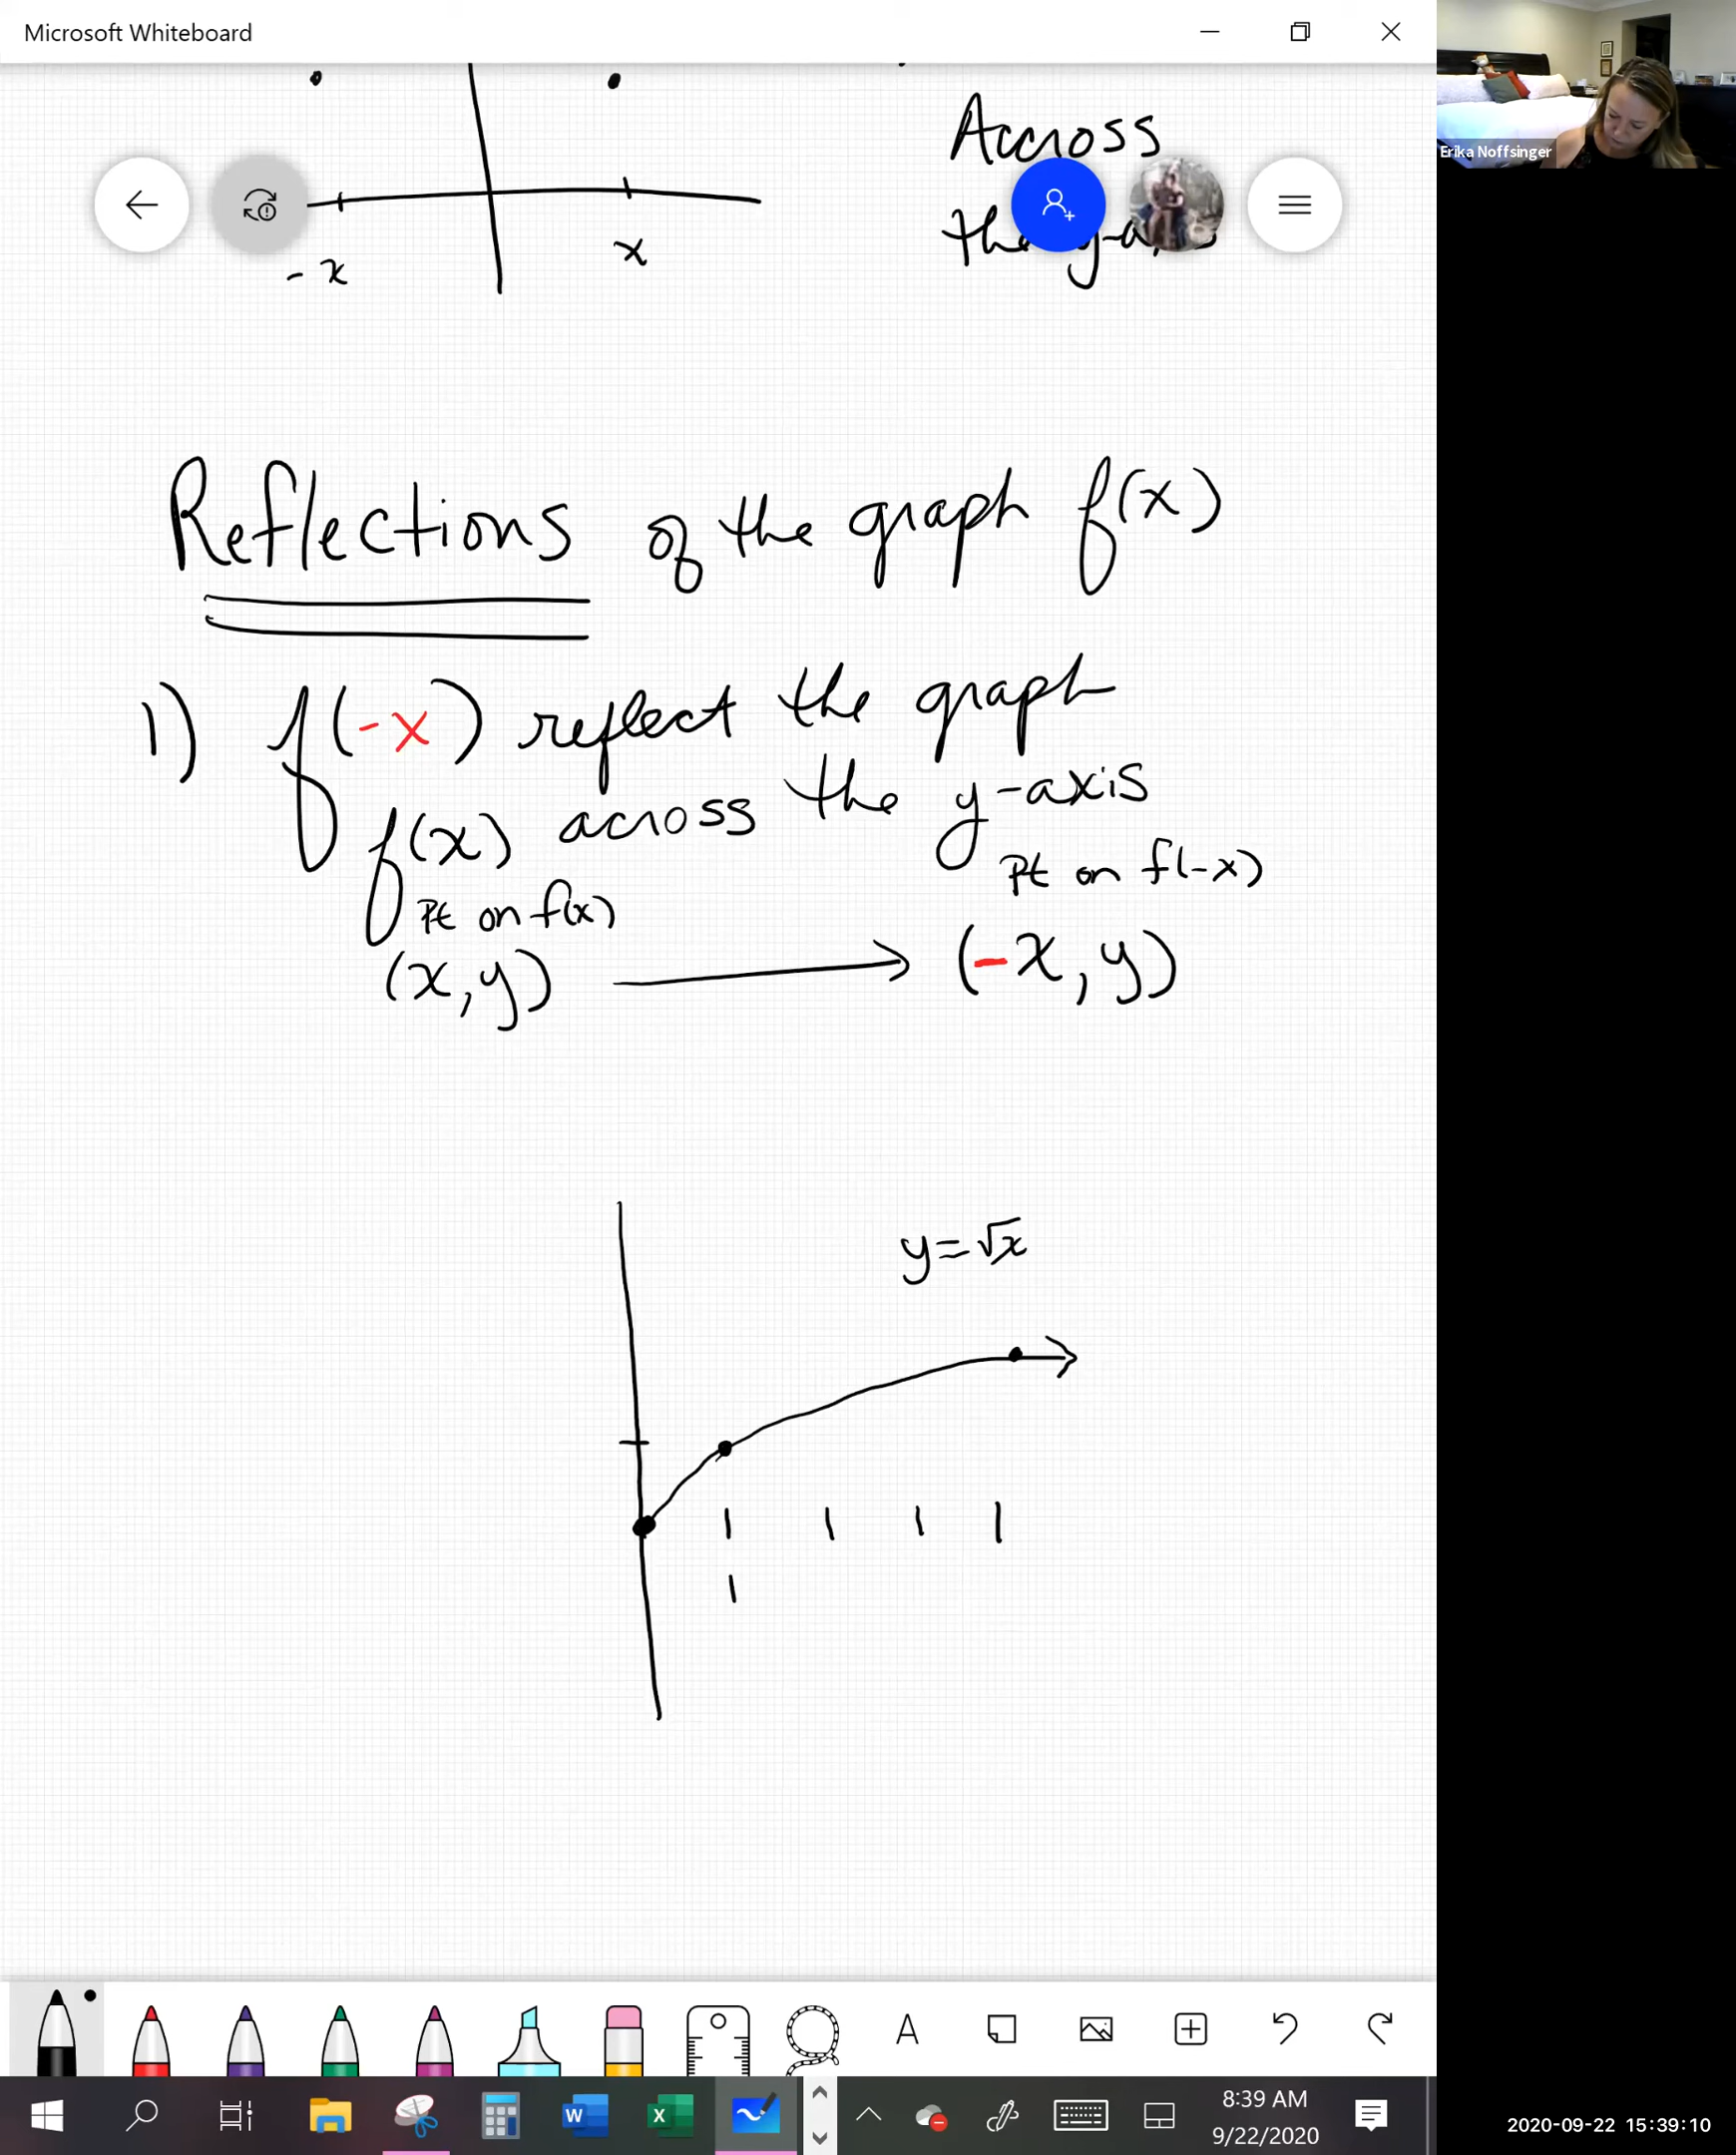 Microsoft Whiteboard
Across
the y-a
-x
x
Erika Noffsinger
Reflections of the graph f(x)
1) f(-x) reflect the graph
f(x) across the y-axis
Pt on f(x)
Pt on f(-x)
(x,y) → (-x, y)
y=√x
1
8:39 AM
9/22/2020
2020-09-22 15:39:10